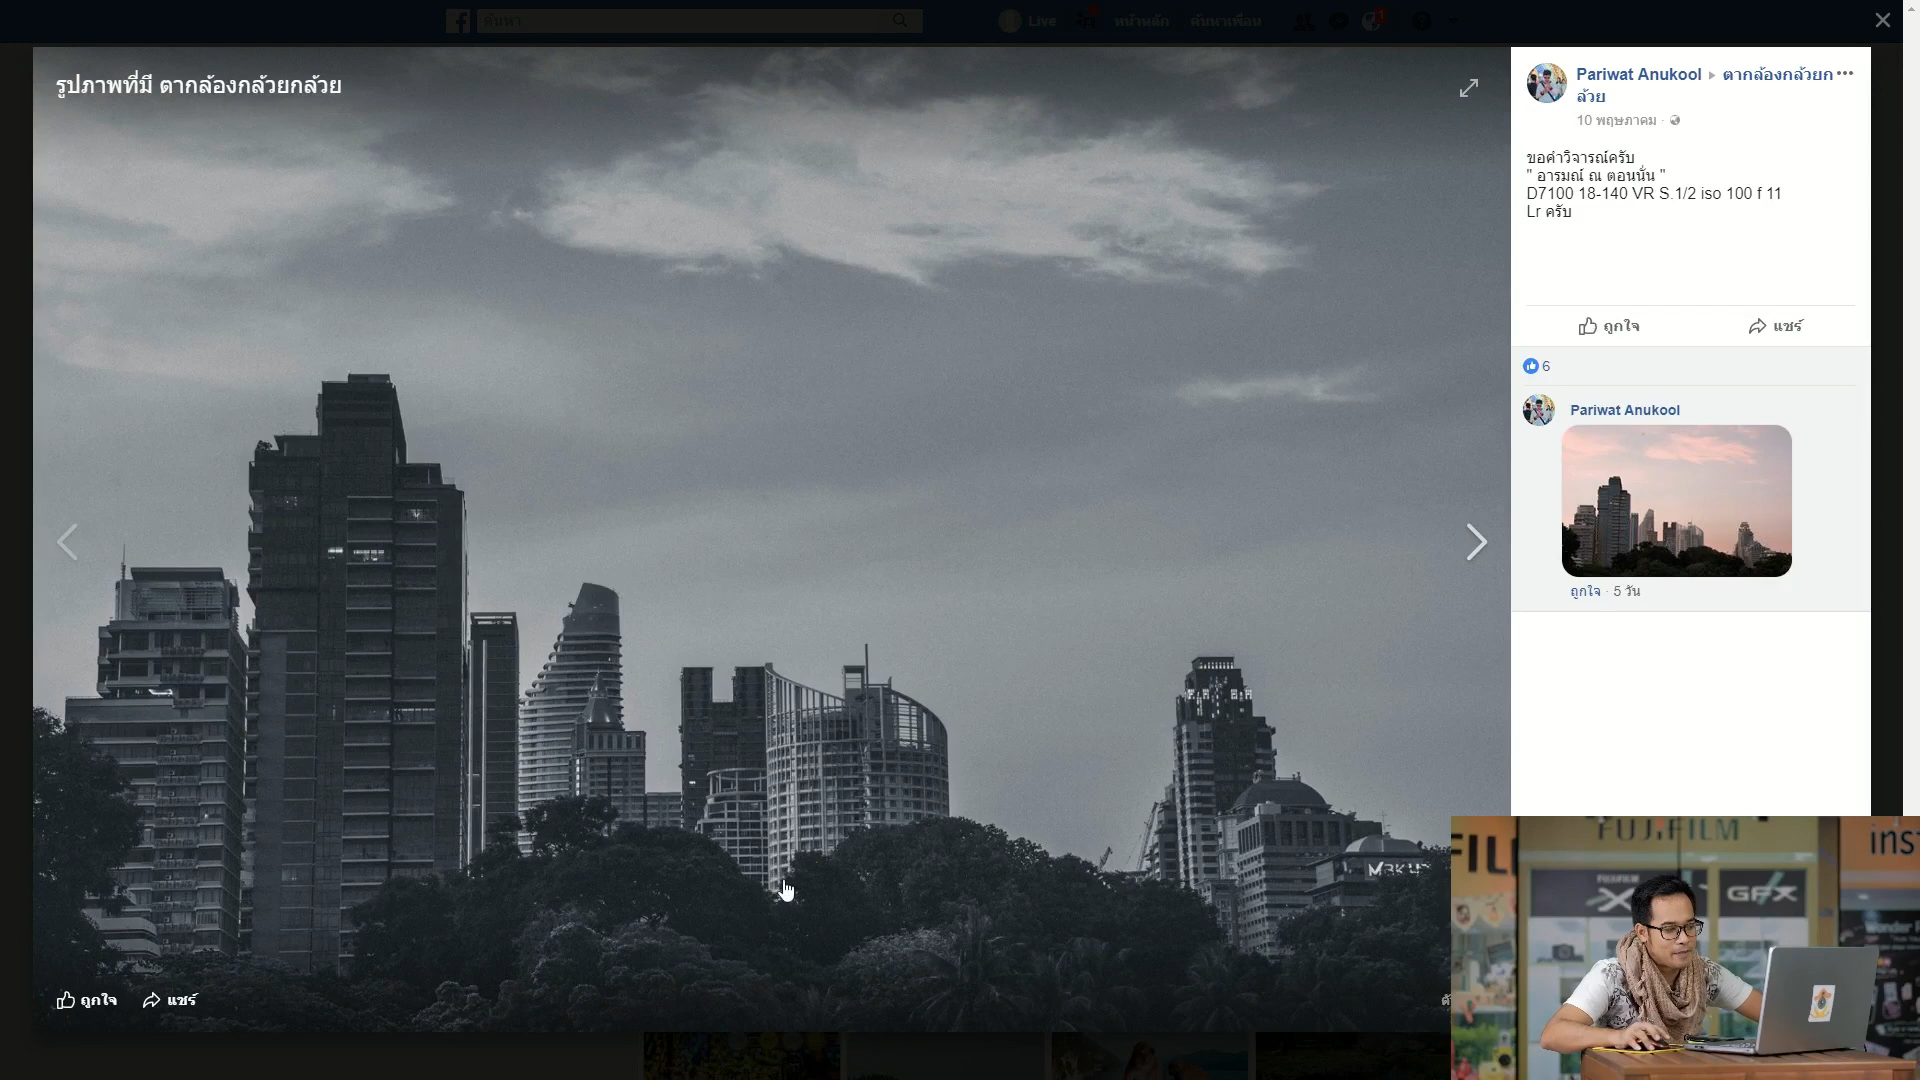 ค้นหา
Live
หน้าหลัก
ค้นหาเพื่อน
1
รูปภาพที่มี ตากล้องกล้วยกล้วย
Pariwat Anukool ▸ ตากล้องกล้วยก
ล้วย
10 พฤษภาคม ·
ขอคำวิจารณ์ครับ
" อารมณ์ ณ ตอนนั่น "
D7100 18-140 VR S.1/2 iso 100 f 11
Lr ครับ
ถูกใจ
แชร์
6
Pariwat Anukool
ถูกใจ · 5 วัน
ถูกใจ
แชร์
FUJIFILM
FUJIFILM
X
GFX